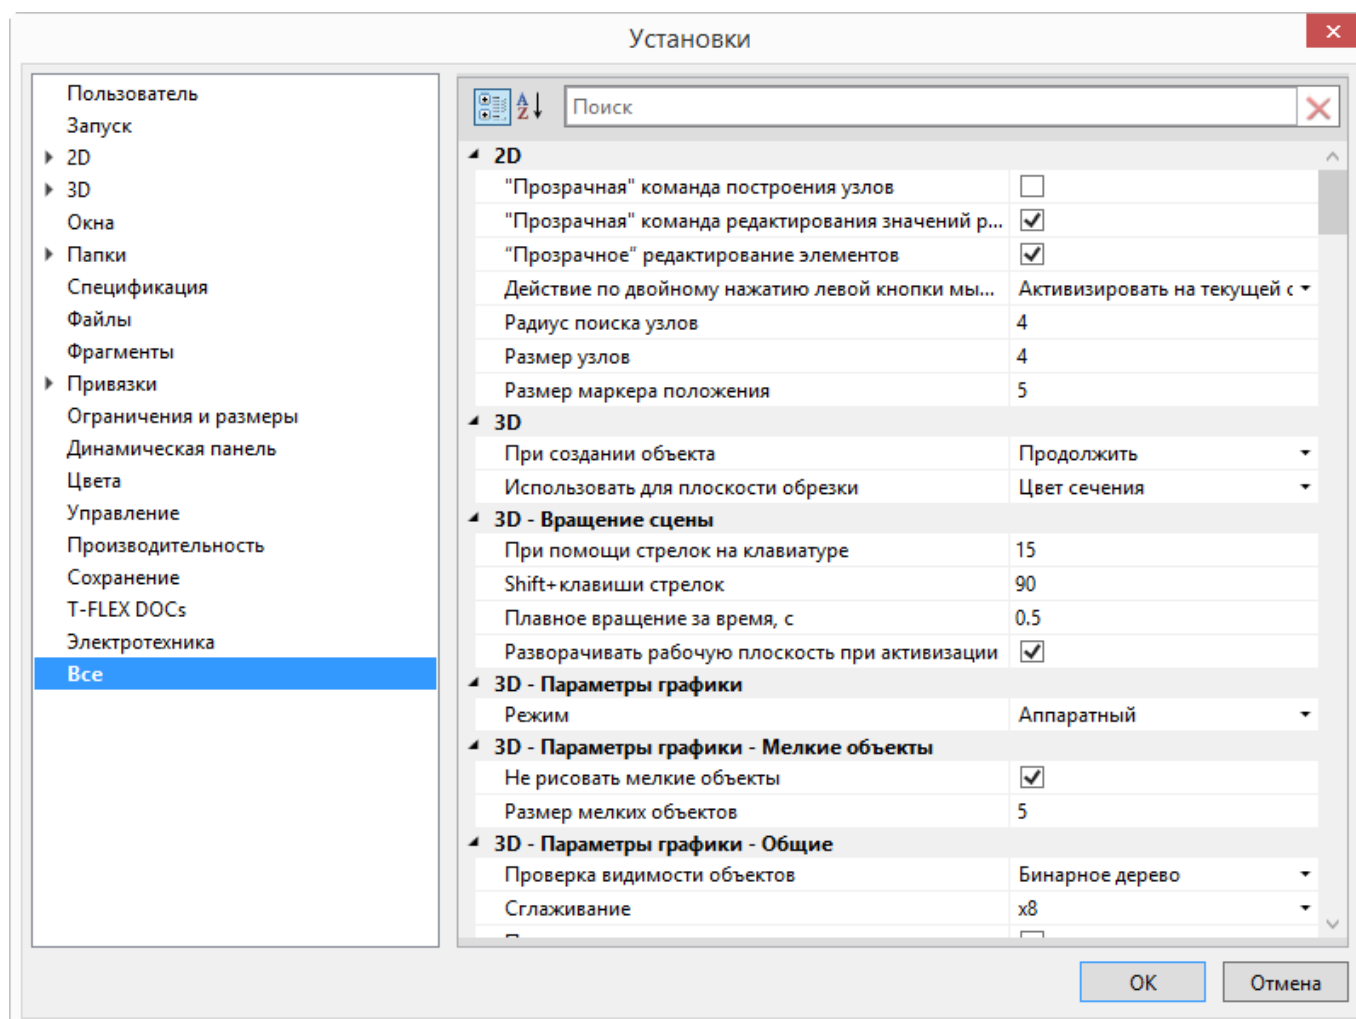 Установки
Пользователь
Запуск
2D
3D
Окна
Папки
Спецификация
Файлы
Фрагменты
Привязки
Ограничения и размеры
Динамическая панель
Цвета
Управление
Производительность
Сохранение
T-FLEX DOCs
Электротехника
Все
Поиск
2D
"Прозрачная" команда построения узлов
"Прозрачная" команда редактирования значений р...
"Прозрачное" редактирование элементов
Действие по двойному нажатию левой кнопки мы... Активизировать на текущей с
Радиус поиска узлов 4
Размер узлов 4
Размер маркера положения 5
3D
При создании объекта Продолжить
Использовать для плоскости обрезки Цвет сечения
3D - Вращение сцены
При помощи стрелок на клавиатуре 15
Shift+клавиши стрелок 90
Плавное вращение за время, с 0.5
Разворачивать рабочую плоскость при активизации
3D - Параметры графики
Режим Аппаратный
3D - Параметры графики - Мелкие объекты
Не рисовать мелкие объекты
Размер мелких объектов 5
3D - Параметры графики - Общие
Проверка видимости объектов Бинарное дерево
Сглаживание x8
OK Отмена